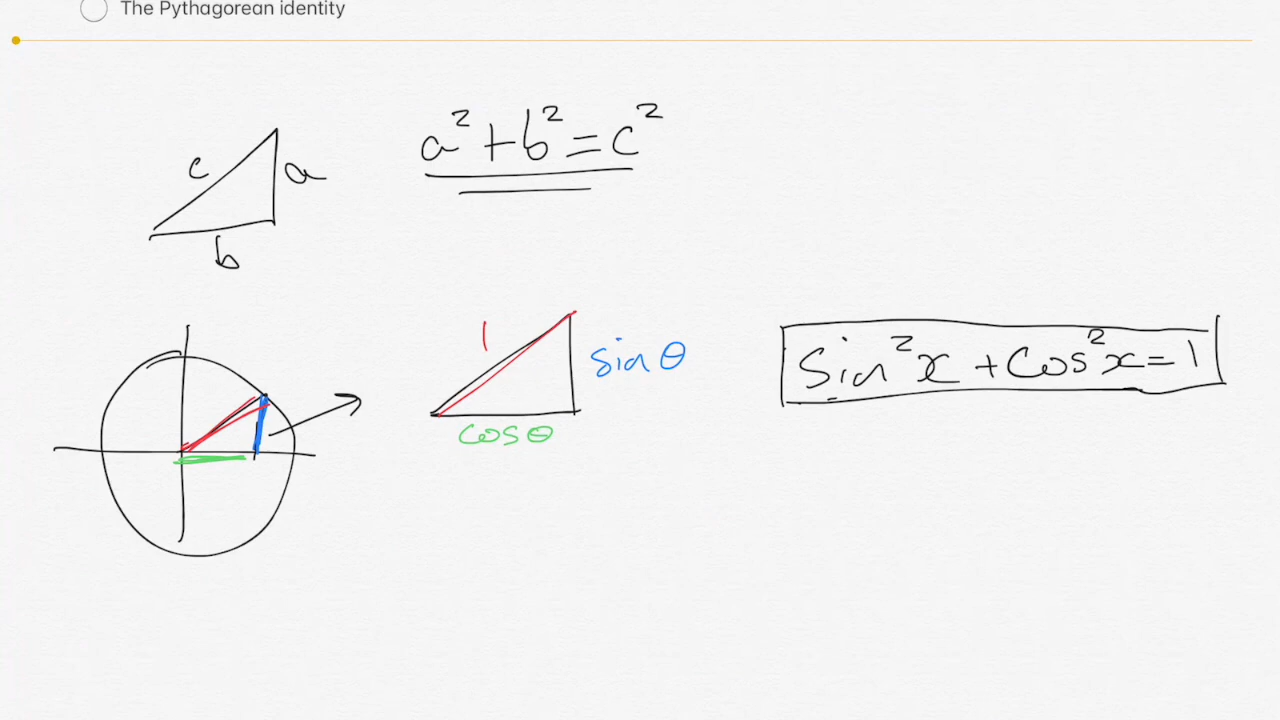 The Pythagorean identity
a² + b² = c²
c
a
b
1
sin θ
cos θ
Sin²x + Cos²x = 1